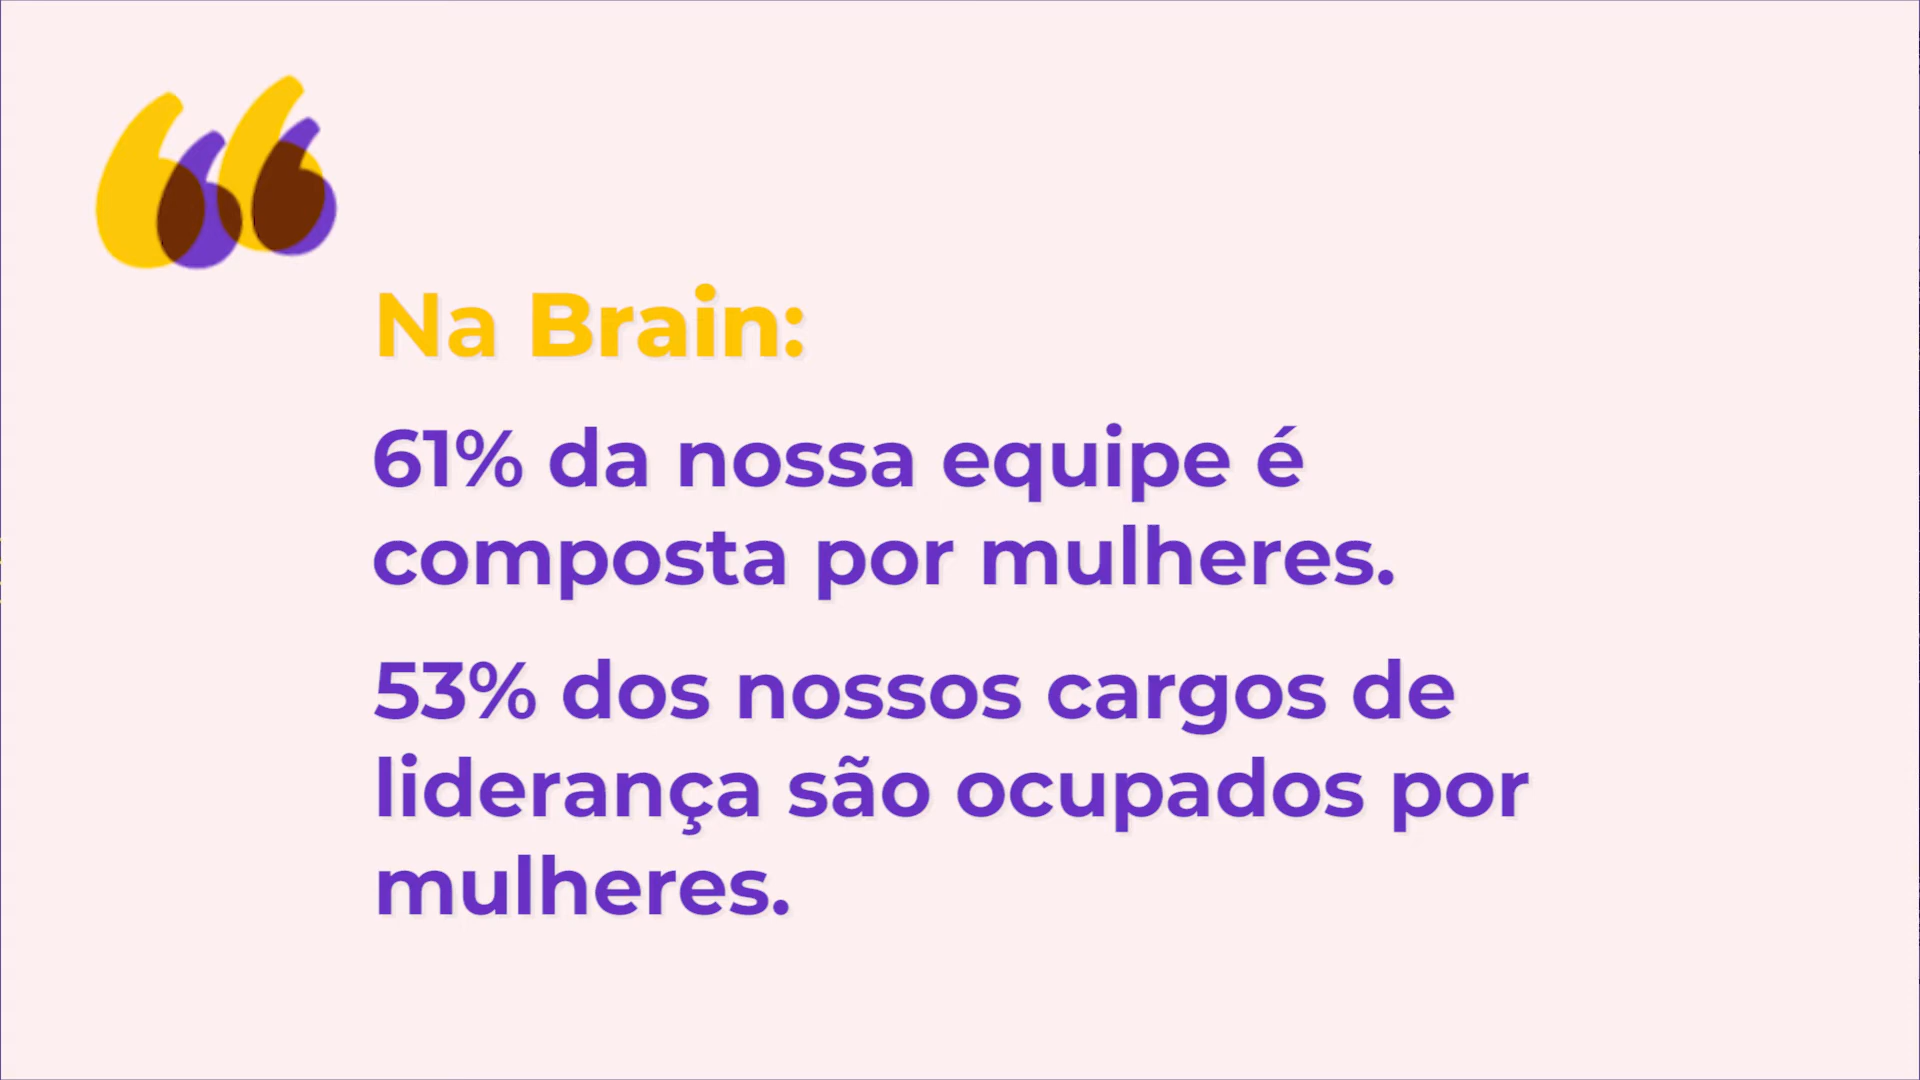 Na Brain:
61% da nossa equipe é
composta por mulheres.
53% dos nossos cargos de
liderança são ocupados por
mulheres.